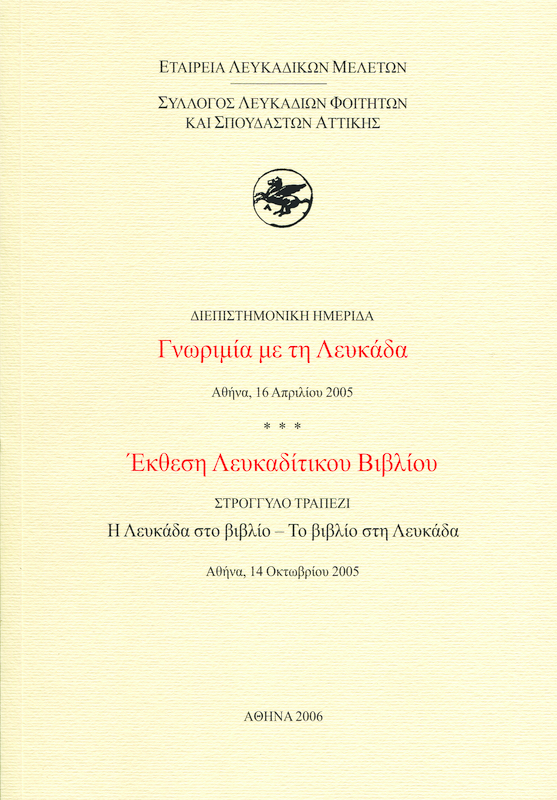 ΕΤΑΙΡΕΙΑ ΛΕΥΚΑΔΙΚΩΝ ΜΕΛΕΤΩΝ
ΣΥΛΛΟΓΟΣ ΛΕΥΚΑΔΙΩΝ ΦΟΙΤΗΤΩΝ
ΚΑΙ ΣΠΟΥΔΑΣΤΩΝ ΑΤΤΙΚΗΣ
ΔΙΕΠΙΣΤΗΜΟΝΙΚΗ ΗΜΕΡΙΔΑ
Γνωριμία με τη Λευκάδα
Αθήνα, 16 Απριλίου 2005
* * *
Έκθεση Λευκαδίτικου Βιβλίου
ΣΤΡΟΓΓΥΛΟ ΤΡΑΠΕΖΙ
Η Λευκάδα στο βιβλίο – Το βιβλίο στη Λευκάδα
Αθήνα, 14 Οκτωβρίου 2005
ΑΘΗΝΑ 2006